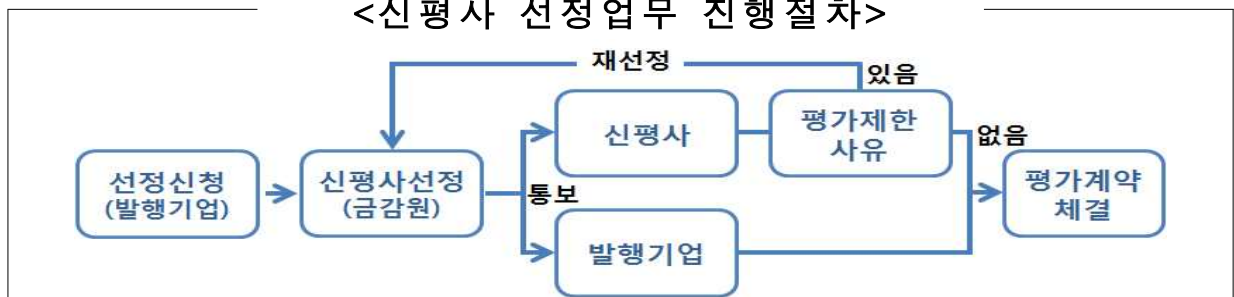 <신평사 선정업무 진행절차>
재선정
있음
신평사
평가제한
사유
없음
선정신청
(발행기업)
신평사선정
(금감원)
통보
평가계약
체결
발행기업